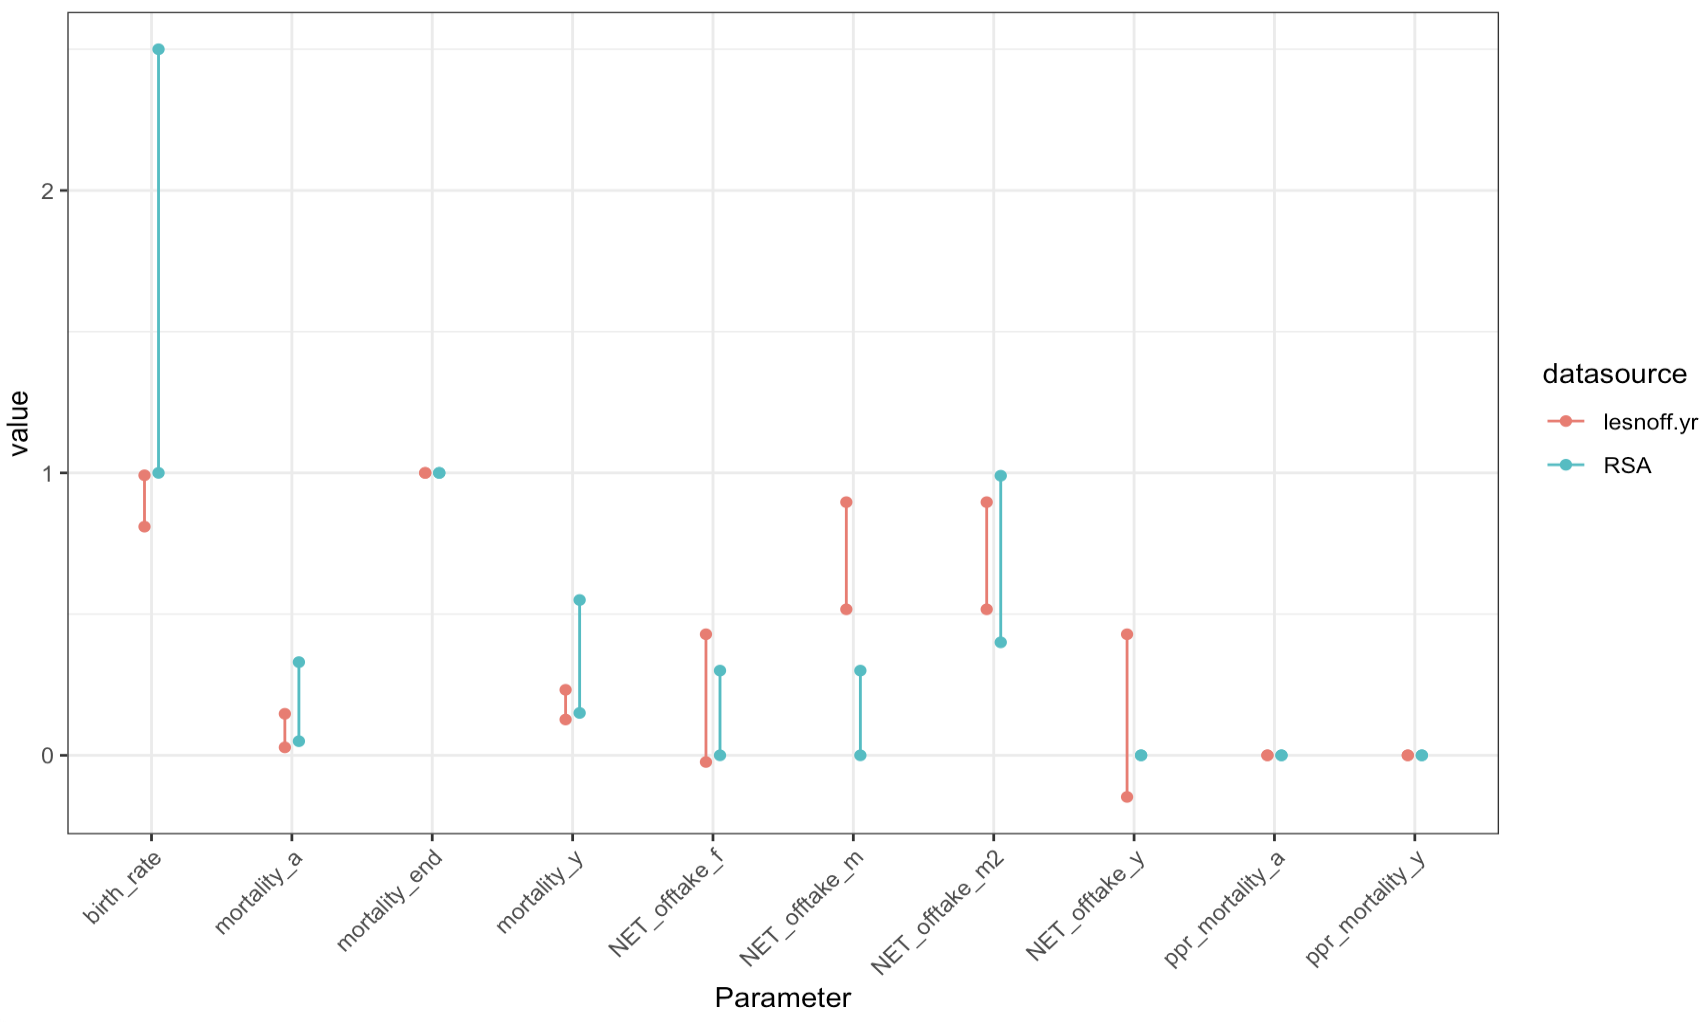 value
2
1
0
birth_rate
mortality_a
mortality_end
mortality_y
NET_offtake_f
NET_offtake_m
NET_offtake_m2
NET_offtake_y
ppr_mortality_a
ppr_mortality_y
Parameter
datasource
lesnoff.yr
RSA